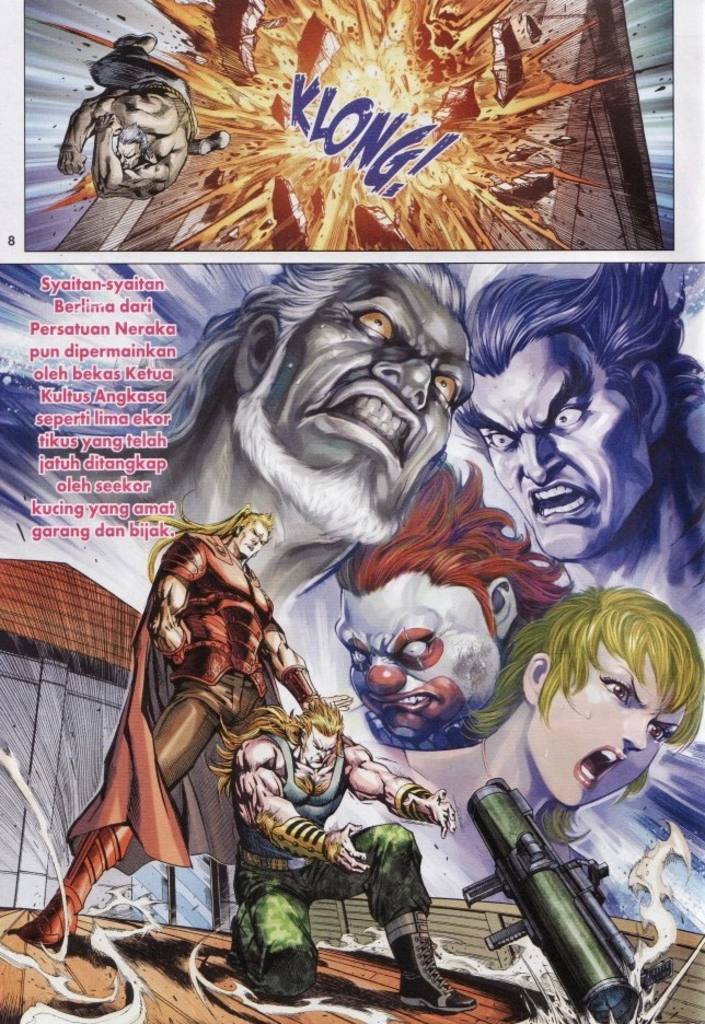 KLONG!
8
Syaitan-syaitan
Berlima dari
Persatuan Neraka
pun dipermainkan
oleh bekas Ketua
Kultus Angkasa
seperti lima ekor
tikus yang telah
jatuh ditangkap
oleh seekor
kucing yang amat
garang dan bijak.